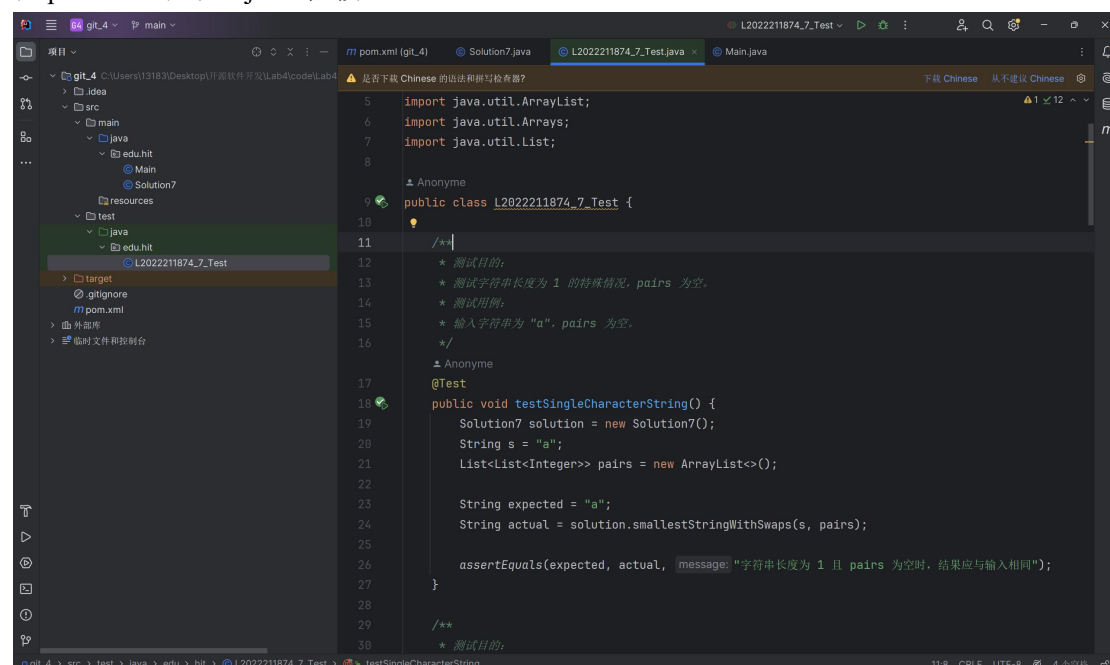 git_4 main L2022211874_7_Test
项目
pom.xml (git_4) Solution7.java L2022211874_7_Test.java Main.java
git_4 C:\Users\13183\Desktop\开源软件开发\Lab4\code\Lab4
.idea
src
main
java
edu.hit
Main
Solution7
resources
test
java
edu.hit
L2022211874_7_Test
target
.gitignore
pom.xml
外部库
临时文件和控制台
是否下载 Chinese 的语法和拼写检查器? 下载 Chinese 从不建议 Chinese
1 12
5 import java.util.ArrayList;
6 import java.util.Arrays;
7 import java.util.List;
8
Anonyme
9 public class L2022211874_7_Test {
10
11 /**
12 * 测试目的:
13 * 测试字符串长度为 1 的特殊情况，pairs 为空。
14 * 测试用例:
15 * 输入字符串为 "a"，pairs 为空。
16 */
Anonyme
17 @Test
18 public void testSingleCharacterString() {
19 Solution7 solution = new Solution7();
20 String s = "a";
21 List<List<Integer>> pairs = new ArrayList<>();
22
23 String expected = "a";
24 String actual = solution.smallestStringWithSwaps(s, pairs);
25
26 assertEquals(expected, actual, message: "字符串长度为 1 且 pairs 为空时，结果应与输入相同");
27 }
28
29 /**
30 * 测试目的:
git_4 > src > test > java > edu > hit > L2022211874_7_Test > testSingleCharacterString 11:8 CRLF UTF-8 4 个空格